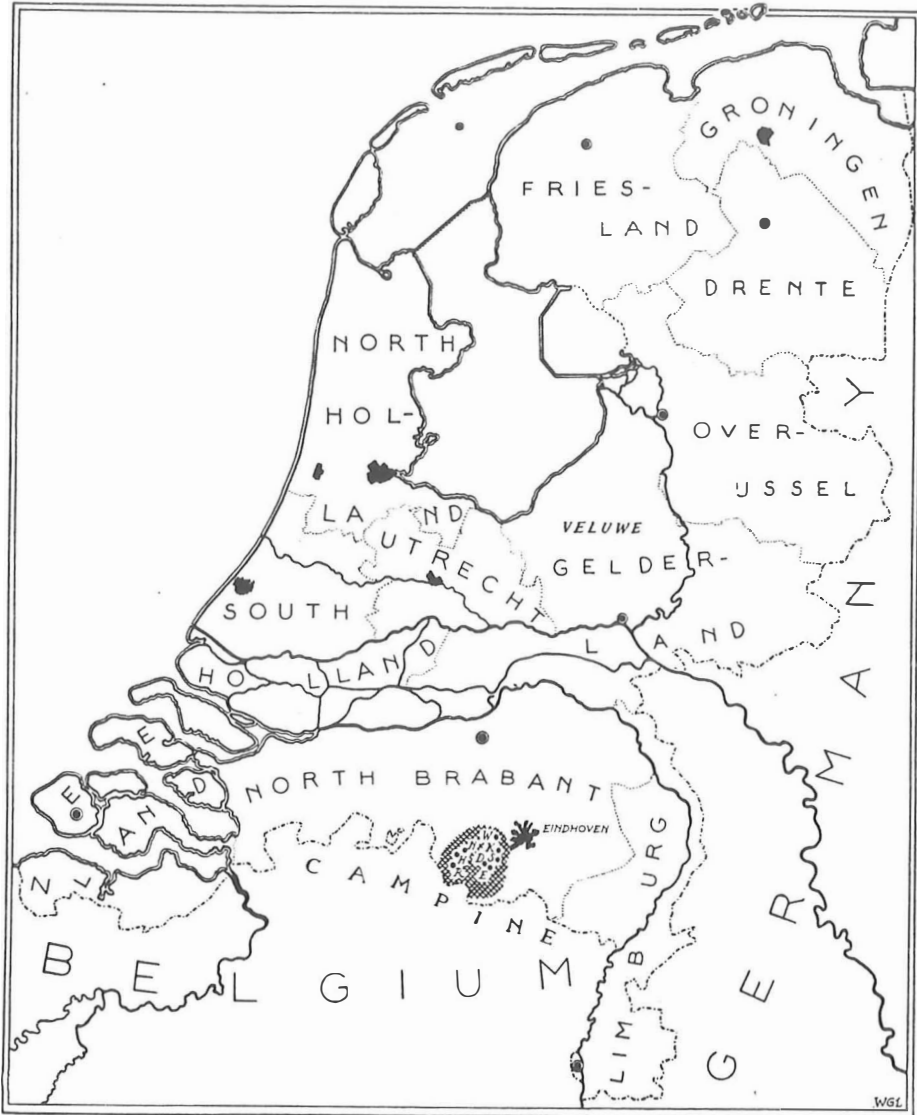 GRONINGEN
FRIES-
LAND
DRENTE
NORTH
HOL-
LAND
OVER-
IJSSEL
VELUWE
GELDER-
LAND
UTRECHT
SOUTH
HOLLAND
ZEELAND
NORTH BRABANT
EINDHOVEN
CAMPINE
LIMBURG
BELGIUM
GERMANY
WGL